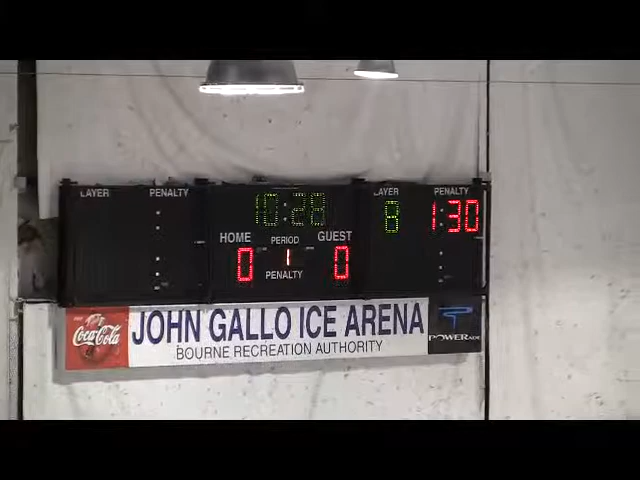 LAYER PENALTY 10:28 LAYER PENALTY
8 1:30
HOME PERIOD GUEST
0 1 0
PENALTY
Coca-Cola JOHN GALLO ICE ARENA
BOURNE RECREATION AUTHORITY POWERADE